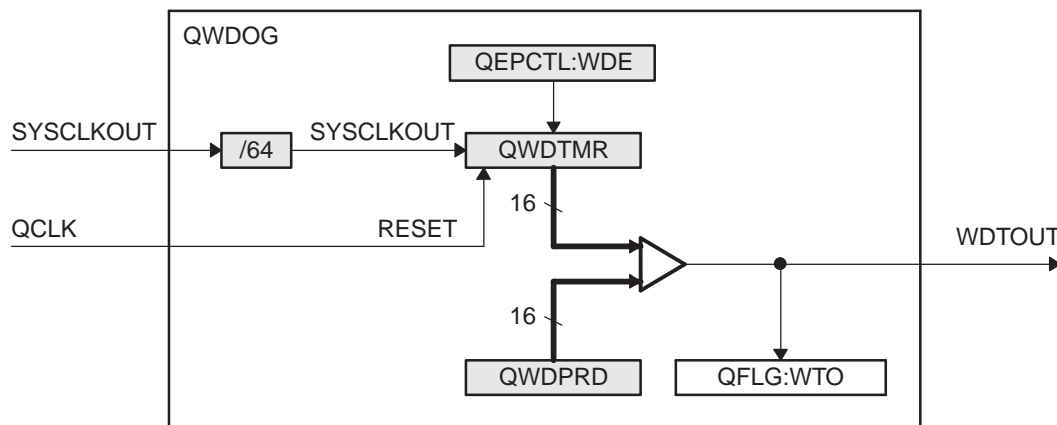 QWDOG
QEPCTL:WDE
SYSCLKOUT
/64
SYSCLKOUT
QWDTMR
16
QCLK
RESET
WDTOUT
16
QWDPRD
QFLG:WTO